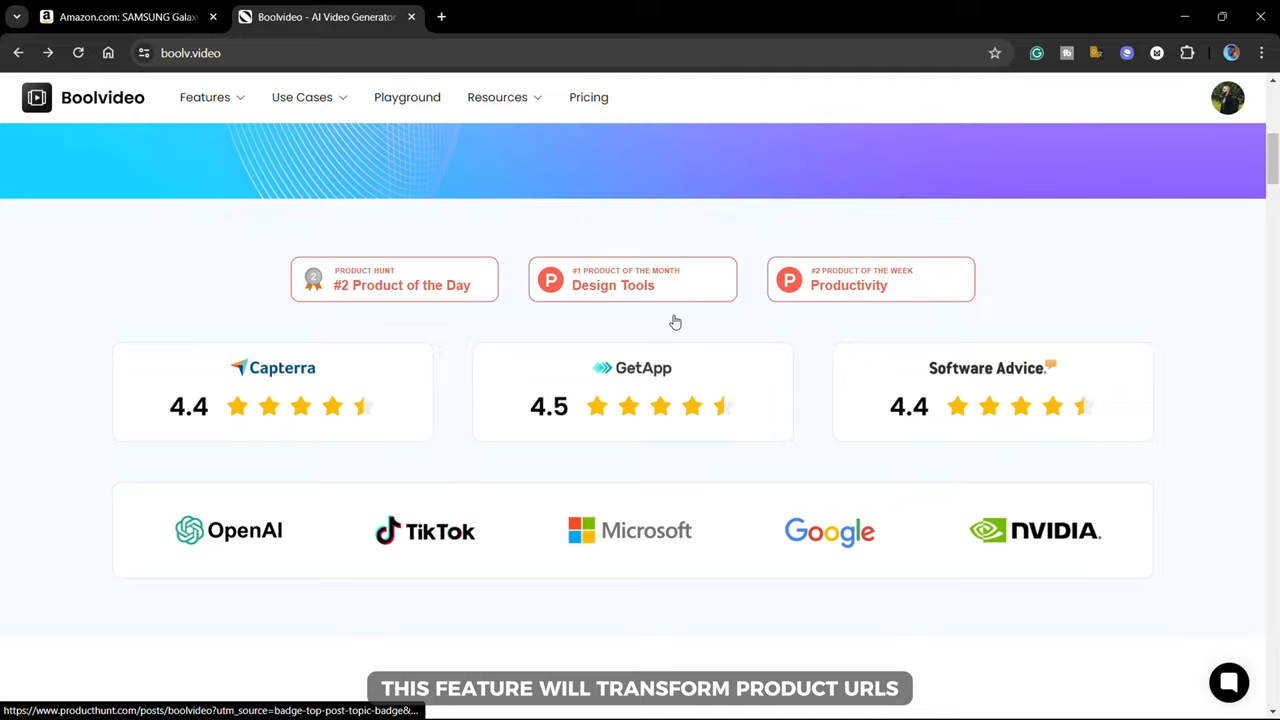 Amazon.com: SAMSUNG Galax
Boolvideo - AI Video Generator
boolv.video
Boolvideo
Features
Use Cases
Playground
Resources
Pricing
2
PRODUCT HUNT
#2 Product of the Day
P
#1 PRODUCT OF THE MONTH
Design Tools
P
#2 PRODUCT OF THE WEEK
Productivity
Capterra
4.4
GetApp
4.5
Software Advice.
4.4
OpenAI
TikTok
Microsoft
Google
NVIDIA.
THIS FEATURE WILL TRANSFORM PRODUCT URLS
https://www.producthunt.com/posts/boolvideo?utm_source=badge-top-post-topic-badge&...